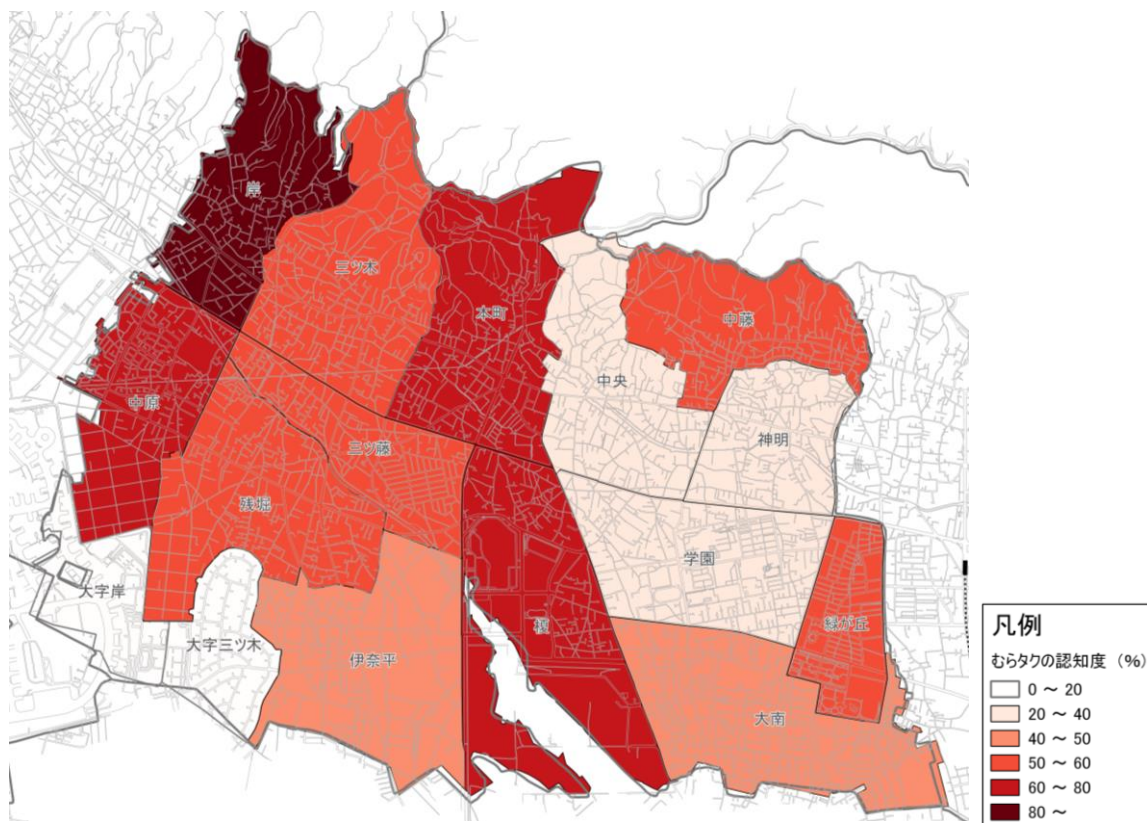 岸
三ツ木
本町
中藤
中央
中原
神明
三ツ藤
残堀
学園
大字岸
榎
緑が丘
大字三ツ木
伊奈平
大南
凡例
むらタクの認知度 (%)
0 ~ 20
20 ~ 40
40 ~ 50
50 ~ 60
60 ~ 80
80 ~